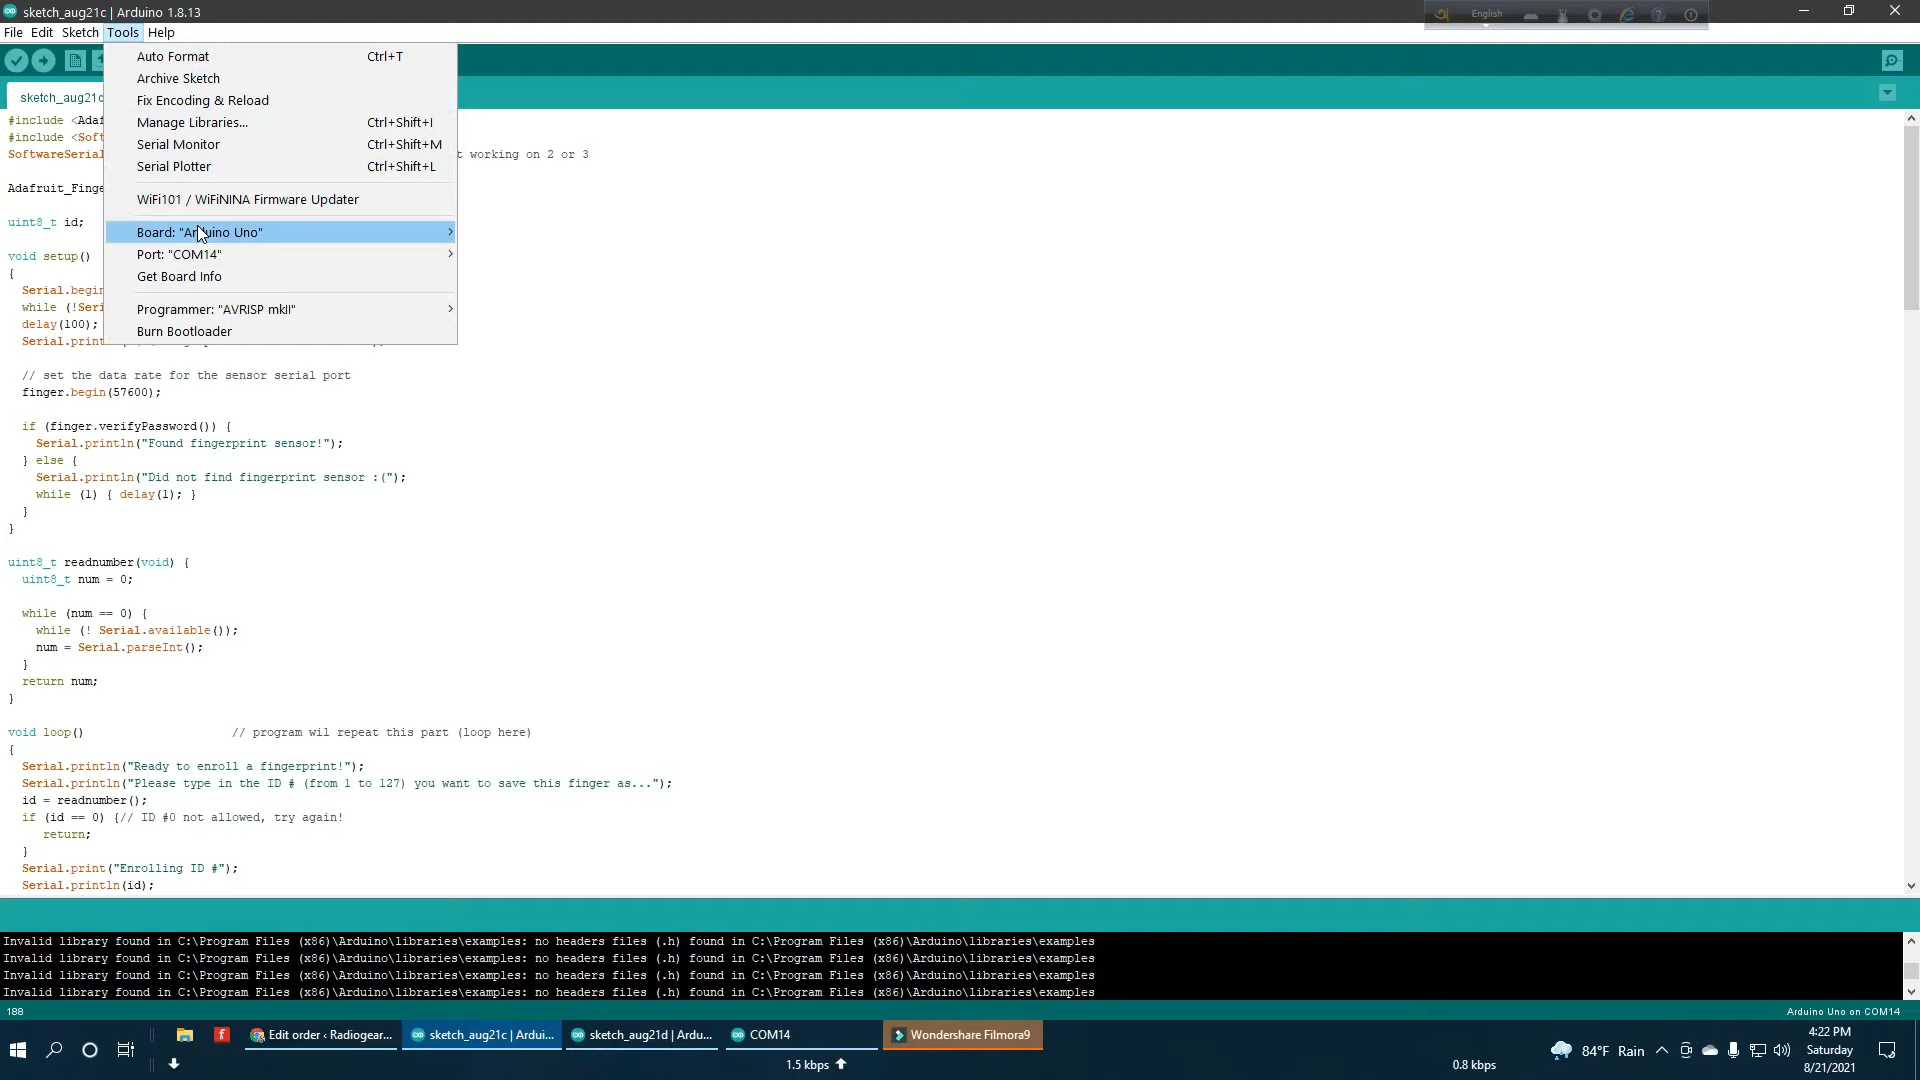 sketch_aug21c | Arduino 1.8.13
English
File Edit Sketch Tools Help
Auto Format Ctrl+T
Archive Sketch
Fix Encoding & Reload
Manage Libraries... Ctrl+Shift+I
Serial Monitor Ctrl+Shift+M
Serial Plotter Ctrl+Shift+L
WiFi101 / WiFiNINA Firmware Updater
Board: "Arduino Uno"
Port: "COM14"
Get Board Info
Programmer: "AVRISP mkII"
Burn Bootloader
sketch_aug21c
#include <Adaf
#include <Soft
SoftwareSerial t working on 2 or 3
Adafruit_Finge
uint8_t id;
void setup()
{
Serial.begin
while (!Seri
delay(100);
Serial.print
// set the data rate for the sensor serial port
finger.begin(57600);
if (finger.verifyPassword()) {
Serial.println("Found fingerprint sensor!");
} else {
Serial.println("Did not find fingerprint sensor :(");
while (1) { delay(1); }
}
}
uint8_t readnumber(void) {
uint8_t num = 0;
while (num == 0) {
while (! Serial.available());
num = Serial.parseInt();
}
return num;
}
void loop() // program wil repeat this part (loop here)
{
Serial.println("Ready to enroll a fingerprint!");
Serial.println("Please type in the ID # (from 1 to 127) you want to save this finger as...");
id = readnumber();
if (id == 0) {// ID #0 not allowed, try again!
return;
}
Serial.print("Enrolling ID #");
Serial.println(id);
Invalid library found in C:\Program Files (x86)\Arduino\libraries\examples: no headers files (.h) found in C:\Program Files (x86)\Arduino\libraries\examples
Invalid library found in C:\Program Files (x86)\Arduino\libraries\examples: no headers files (.h) found in C:\Program Files (x86)\Arduino\libraries\examples
Invalid library found in C:\Program Files (x86)\Arduino\libraries\examples: no headers files (.h) found in C:\Program Files (x86)\Arduino\libraries\examples
Invalid library found in C:\Program Files (x86)\Arduino\libraries\examples: no headers files (.h) found in C:\Program Files (x86)\Arduino\libraries\examples
188 Arduino Uno on COM14
Edit order ‹ Radiogear... sketch_aug21c | Ardui... sketch_aug21d | Ardu... COM14 Wondershare Filmora9
1.5 kbps 0.8 kbps
84°F Rain
4:22 PM
Saturday
8/21/2021